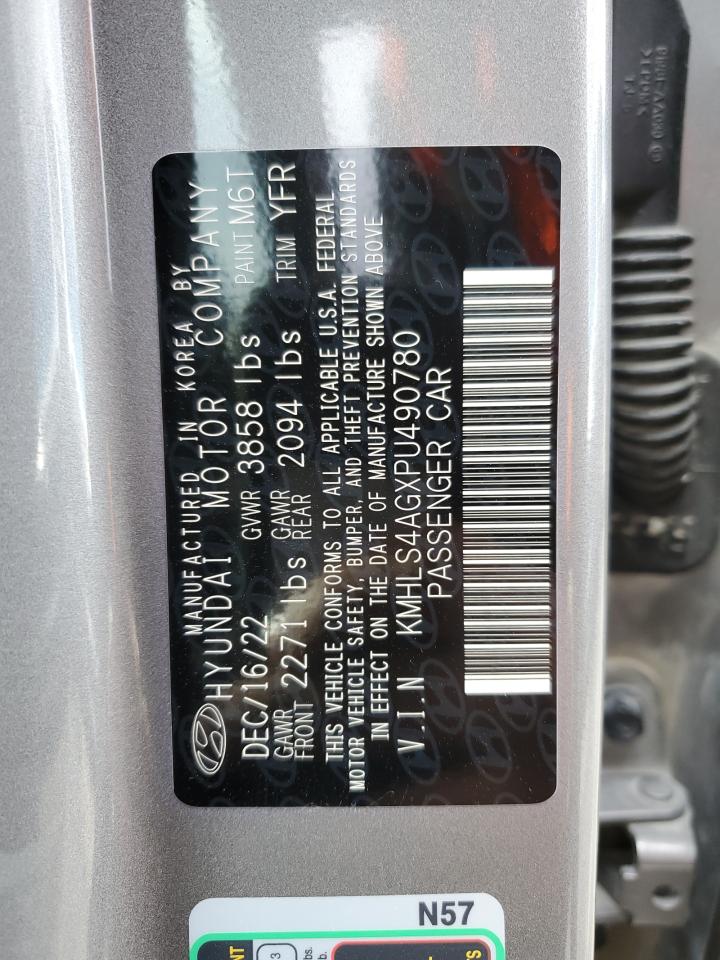 MANUFACTURED IN KOREA BY
HYUNDAI MOTOR COMPANY
DEC/16/22 GVWR 3858 lbs PAINT M6T
GAWR FRONT 2271 lbs GAWR REAR 2094 lbs TRIM YFR
THIS VEHICLE CONFORMS TO ALL APPLICABLE U.S.A. FEDERAL
MOTOR VEHICLE SAFETY, BUMPER, AND THEFT PREVENTION STANDARDS
IN EFFECT ON THE DATE OF MANUFACTURE SHOWN ABOVE
V.I.N KMHLS4AGXPU490780
PASSENGER CAR
N57
3